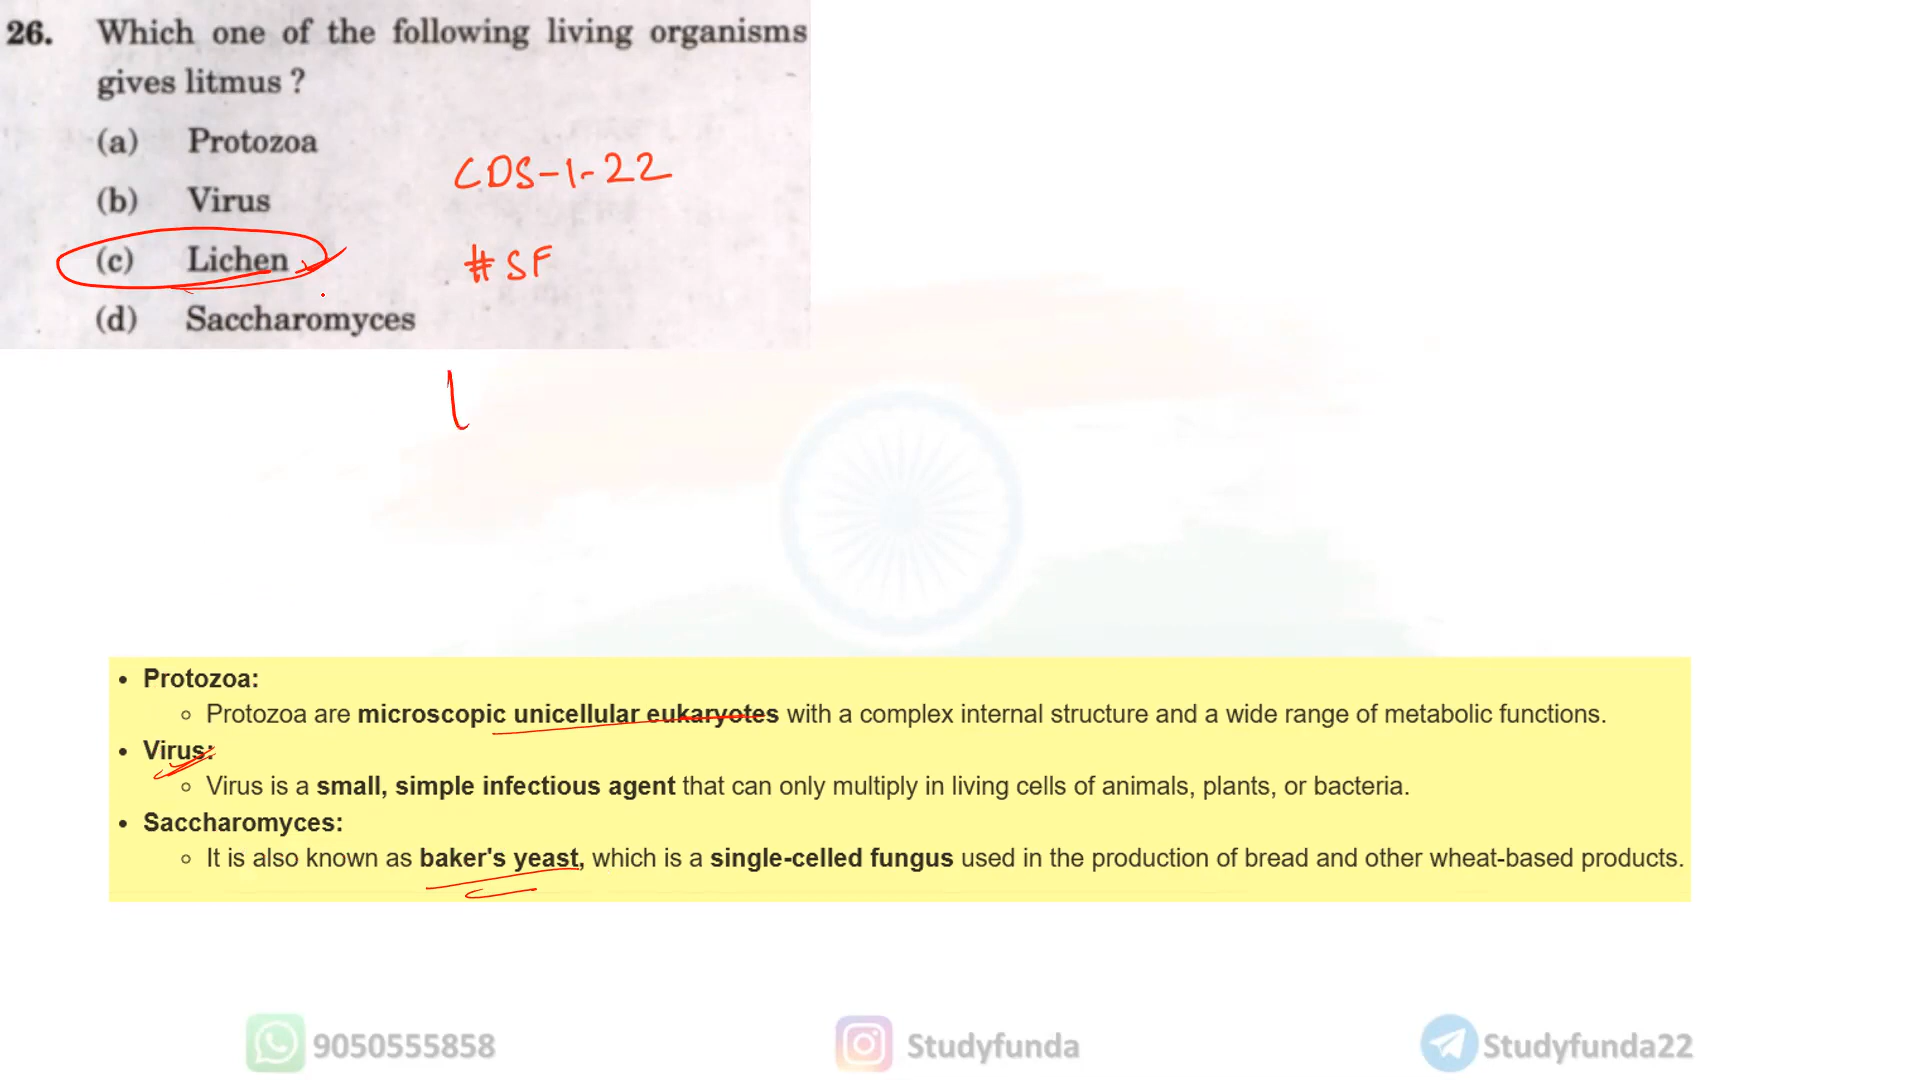 26. Which one of the following living organisms
gives litmus ?
(a) Protozoa
CDS-1-22
(b) Virus
(c) Lichen
#SF
(d) Saccharomyces
• Protozoa:
○ Protozoa are microscopic unicellular eukaryotes with a complex internal structure and a wide range of metabolic functions.
• Virus:
○ Virus is a small, simple infectious agent that can only multiply in living cells of animals, plants, or bacteria.
• Saccharomyces:
○ It is also known as baker's yeast, which is a single-celled fungus used in the production of bread and other wheat-based products.
9050555858 Studyfunda Studyfunda22